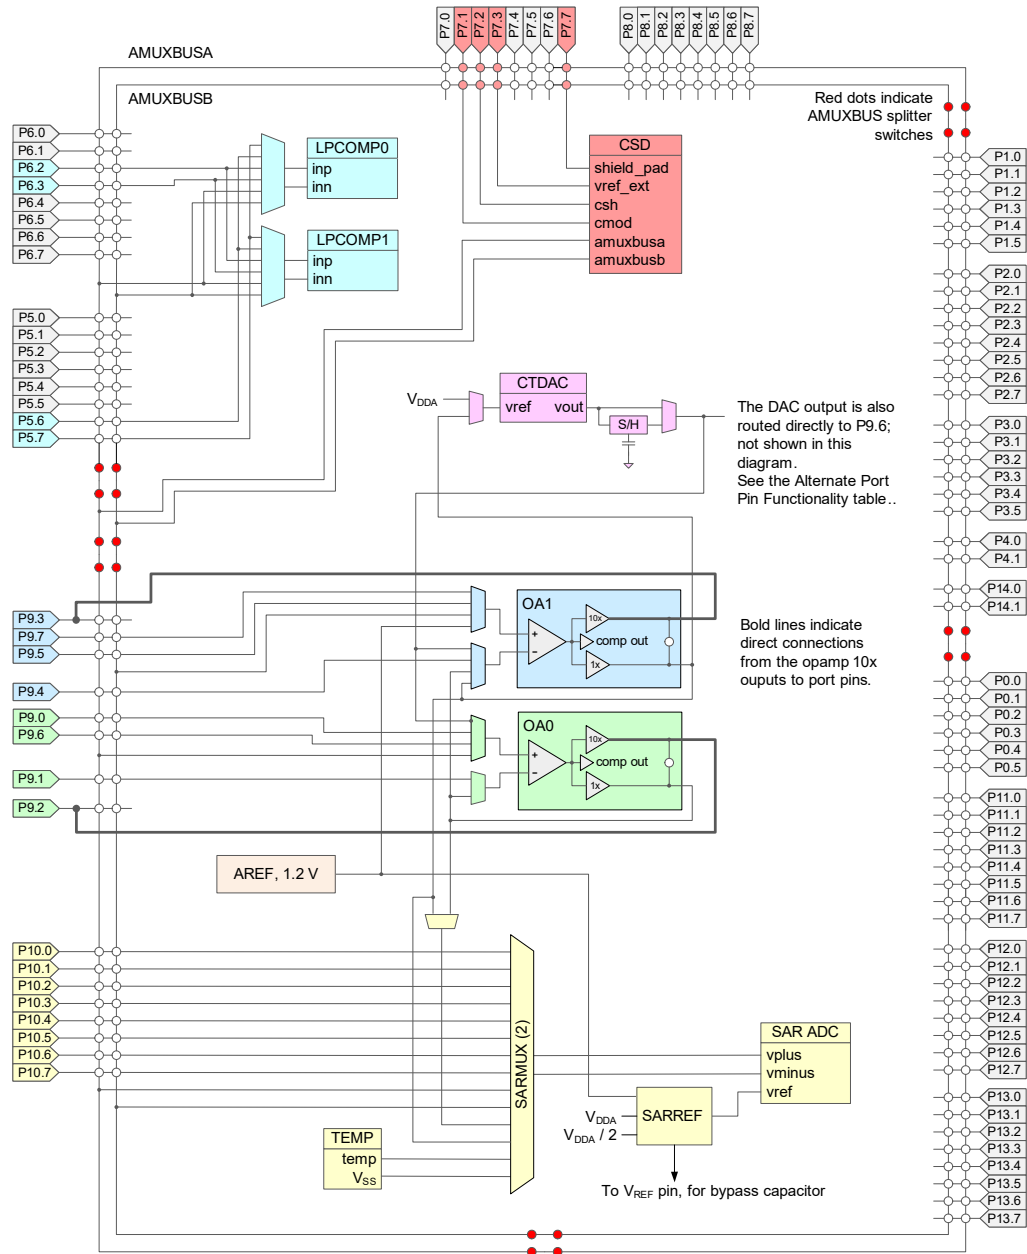 P7.0
P7.1
P7.2
P7.3
P7.4
P7.5
P7.6
P7.7
P8.0
P8.1
P8.2
P8.3
P8.4
P8.5
P8.6
P8.7
AMUXBUSA
AMUXBUSB
Red dots indicate
AMUXBUS splitter
switches
P6.0
P6.1
P6.2
P6.3
P6.4
P6.5
P6.6
P6.7
LPCOMP0
inp
inn
LPCOMP1
inp
inn
CSD
shield_pad
vref_ext
csh
cmod
amuxbusa
amuxbusb
P1.0
P1.1
P1.2
P1.3
P1.4
P1.5
P2.0
P2.1
P2.2
P2.3
P2.4
P2.5
P2.6
P2.7
P5.0
P5.1
P5.2
P5.3
P5.4
P5.5
P5.6
P5.7
CTDAC
VDDA
vref vout
S/H
The DAC output is also
routed directly to P9.6;
not shown in this
diagram.
See the Alternate Port
Pin Functionality table..
P3.0
P3.1
P3.2
P3.3
P3.4
P3.5
P4.0
P4.1
P14.0
P14.1
P9.3
P9.7
P9.5
P9.4
OA1
+
−
10x
comp out
1x
Bold lines indicate
direct connections
from the opamp 10x
ouputs to port pins.
P9.0
P9.6
P9.1
P9.2
OA0
+
−
10x
comp out
1x
P0.0
P0.1
P0.2
P0.3
P0.4
P0.5
P11.0
P11.1
P11.2
P11.3
P11.4
P11.5
P11.6
P11.7
AREF, 1.2 V
P10.0
P10.1
P10.2
P10.3
P10.4
P10.5
P10.6
P10.7
SARMUX (2)
SAR ADC
vplus
vminus
vref
SARREF
VDDA
VDDA / 2
TEMP
temp
VSS
To VREF pin, for bypass capacitor
P12.0
P12.1
P12.2
P12.3
P12.4
P12.5
P12.6
P12.7
P13.0
P13.1
P13.2
P13.3
P13.4
P13.5
P13.6
P13.7